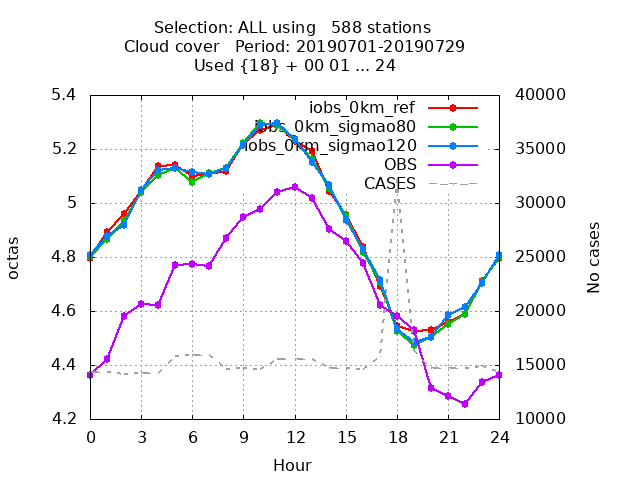 Selection: ALL using   588 stations
Cloud cover   Period: 20190701-20190729
Used {18} + 00 01 ... 24
5.4
5.2
5
4.8
4.6
4.4
4.2
40000
35000
30000
25000
20000
15000
10000
iobs_0km_ref
iobs_0km_sigmao80
iobs_0km_sigmao120
OBS
CASES
octas
No cases
0 3 6 9 12 15 18 21 24
Hour